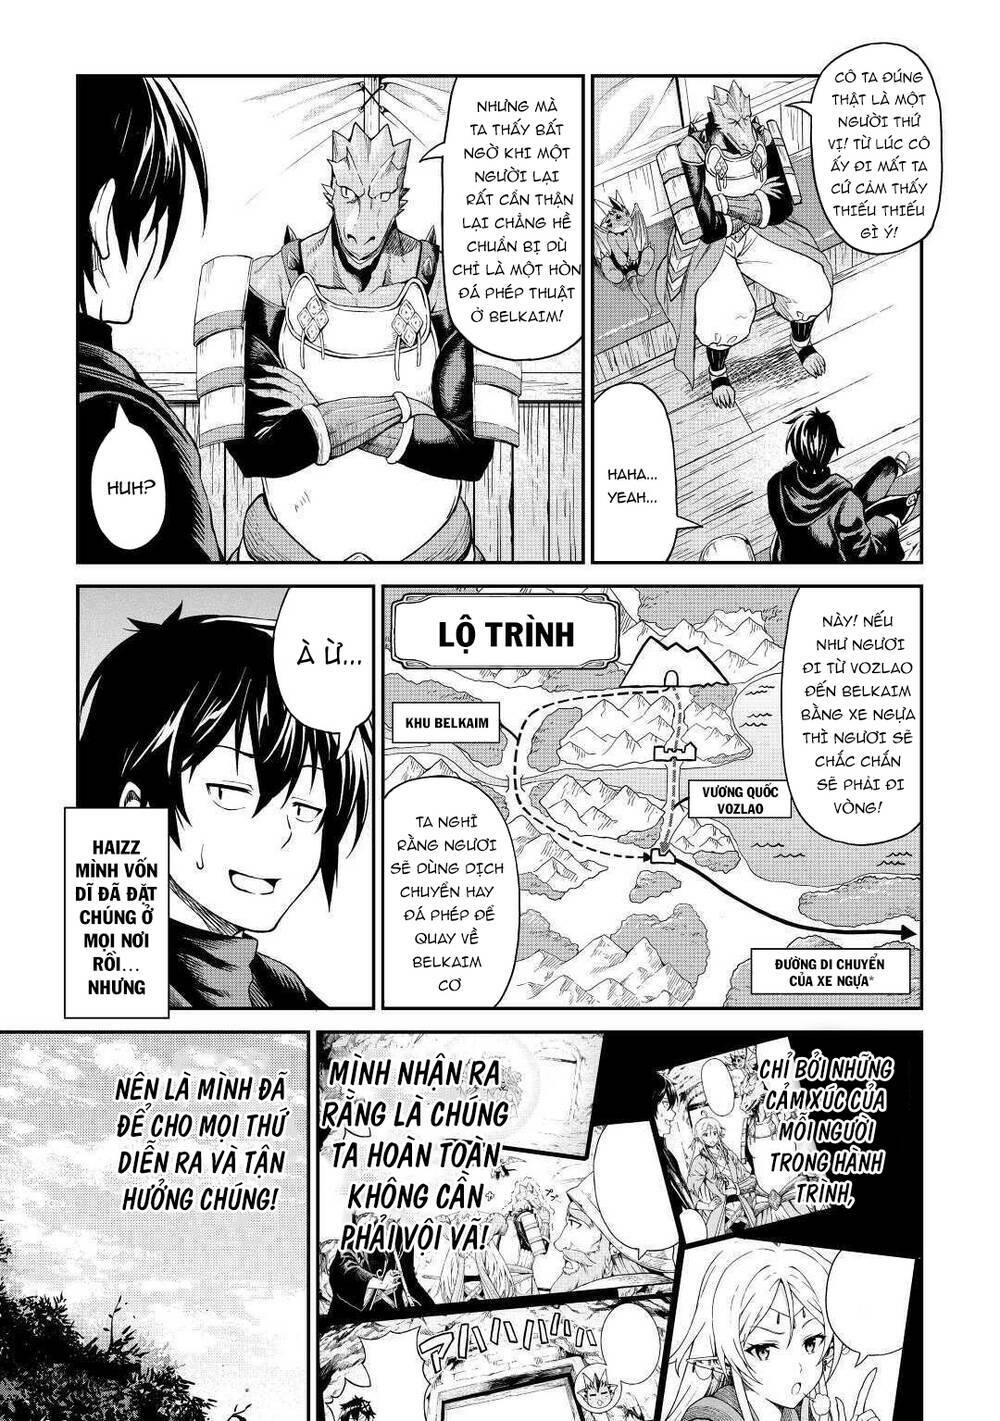 CÔ TA ĐÚNG
THẬT LÀ MỘT
NGƯỜI THỨ
VỊ! TỪ LÚC CÔ
ẤY ĐI MẤT TA
CỨ CẢM THẤY
THIẾU THIẾU
GÌ Ý!
HAHA...
YEAH...
NHƯNG MÀ
TA THẤY BẤT
NGỜ KHI MỘT
NGƯỜI LẠI
RẤT CẨN THẬN
LẠI CHẲNG HỀ
CHUẨN BỊ DÙ
CHỈ LÀ MỘT HÒN
ĐÁ PHÉP THUẬT
Ở BELKAIM!
HUH?
NÀY! NẾU
NHƯ NGƯƠI
ĐI TỪ VOZLAO
ĐẾN BELKAIM
BẰNG XE NGỰA
THÌ NGƯƠI SẼ
CHẮC CHẮN
SẼ PHẢI ĐI
VÒNG!
LỘ TRÌNH
KHU BELKAIM
VƯƠNG QUỐC
VOZLAO
ĐƯỜNG DI CHUYỂN
CỦA XE NGỰA*
TA NGHĨ
RẰNG NGƯƠI
SẼ DÙNG DỊCH
CHUYỂN HAY
ĐÁ PHÉP ĐỂ
QUAY VỀ
BELKAIM
CƠ
À Ừ...
HAIZZ
MÌNH VỐN
DĨ ĐÃ ĐẶT
CHÚNG Ở
MỌI NƠI
RỒI...
NHƯNG
CHỈ BỞI NHỮNG
CẢM XÚC CỦA
MỖI NGƯỜI
TRONG HÀNH
TRÌNH,
MÌNH NHẬN RA
RẰNG LÀ CHÚNG
TA HOÀN TOÀN
KHÔNG CẦN
PHẢI VỘI VÃ!
NÊN LÀ MÌNH ĐÃ
ĐỂ CHO MỌI THỨ
DIỄN RA VÀ TẬN
HƯỞNG CHÚNG!